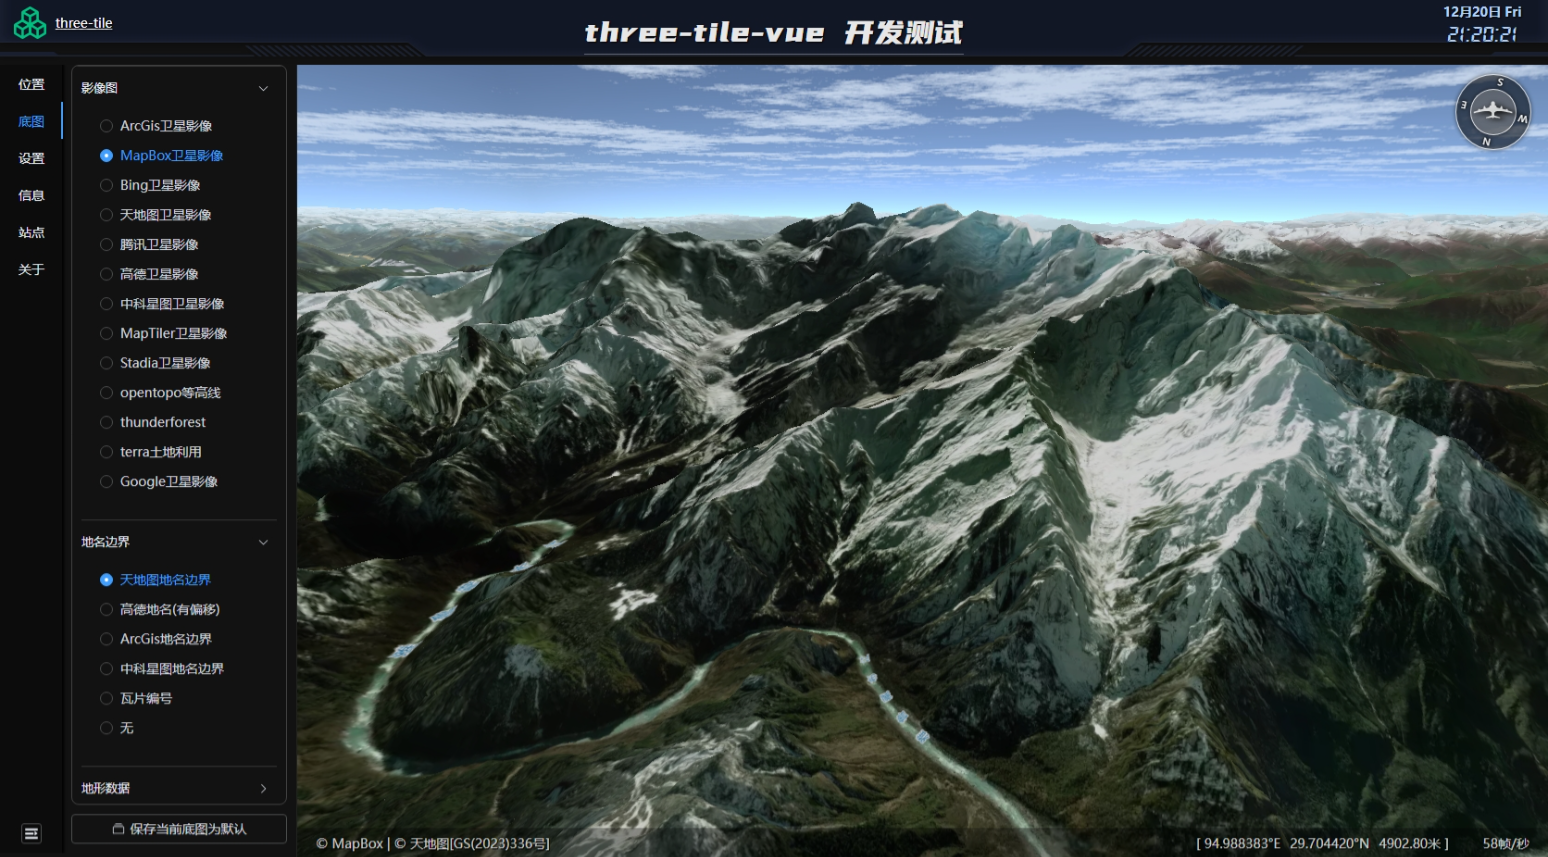 three-tile
three-tile-vue 开发测试
12月20日 Fri
21:20:21
位置
底图
设置
信息
站点
关于
影像图
ArcGis卫星影像
MapBox卫星影像
Bing卫星影像
天地图卫星影像
腾讯卫星影像
高德卫星影像
中科星图卫星影像
MapTiler卫星影像
Stadia卫星影像
opentopo等高线
thunderforest
terra土地利用
Google卫星影像
地名边界
天地图地名边界
高德地名(有偏移)
ArcGis地名边界
中科星图地名边界
瓦片编号
无
地形数据
保存当前底图为默认
S
E
W
N
© MapBox | © 天地图[GS(2023)336号]
[ 94.988383°E 29.704420°N 4902.80米 ]
58帧/秒